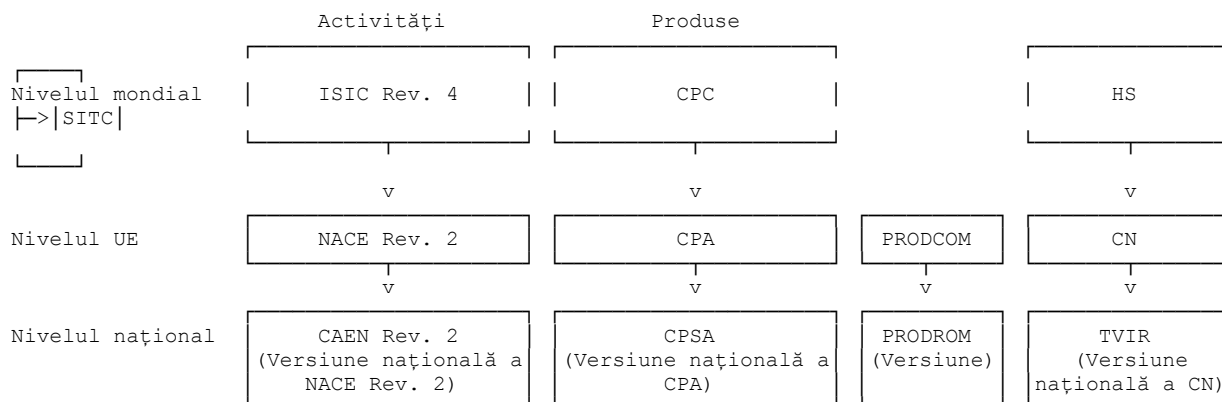 Activități Produse
Nivelul mondial ISIC Rev. 4 CPC HS
SITC
v v v
Nivelul UE NACE Rev. 2 CPA PRODCOM CN
v v v v
Nivelul național CAEN Rev. 2 CPSA PRODROM TVIR
(Versiune națională a (Versiune națională a (Versiune) (Versiune
NACE Rev. 2) CPA) națională a CN)